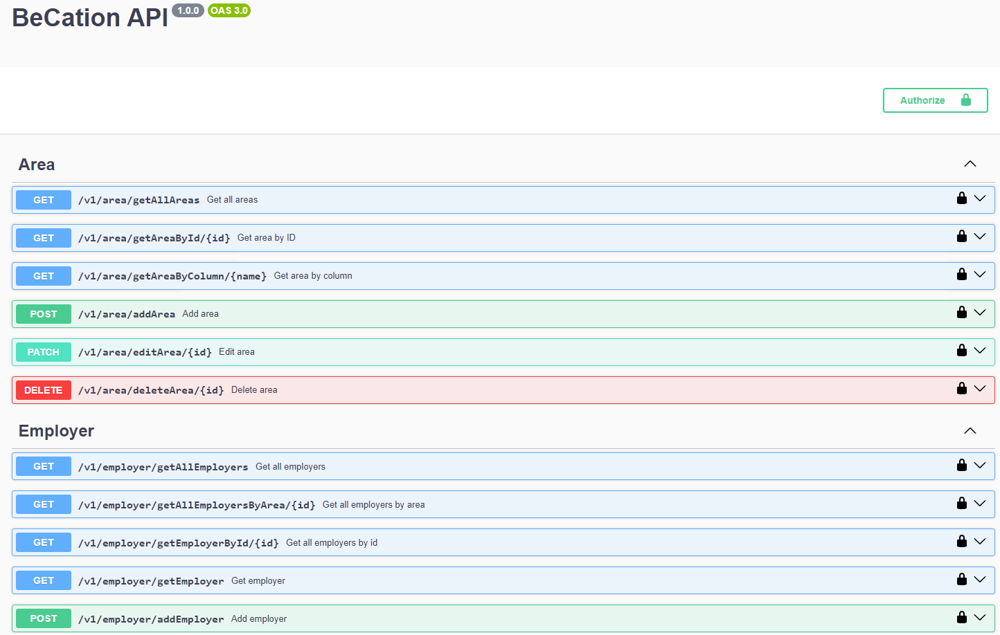 BeCation API 1.0.0 OAS 3.0
Authorize
Area
GET /v1/area/getAllAreas Get all areas
GET /v1/area/getAreaById/{id} Get area by ID
GET /v1/area/getAreaByColumn/{name} Get area by column
POST /v1/area/addArea Add area
PATCH /v1/area/editArea/{id} Edit area
DELETE /v1/area/deleteArea/{id} Delete area
Employer
GET /v1/employer/getAllEmployers Get all employers
GET /v1/employer/getAllEmployersByArea/{id} Get all employers by area
GET /v1/employer/getEmployerById/{id} Get all employers by id
GET /v1/employer/getEmployer Get employer
POST /v1/employer/addEmployer Add employer